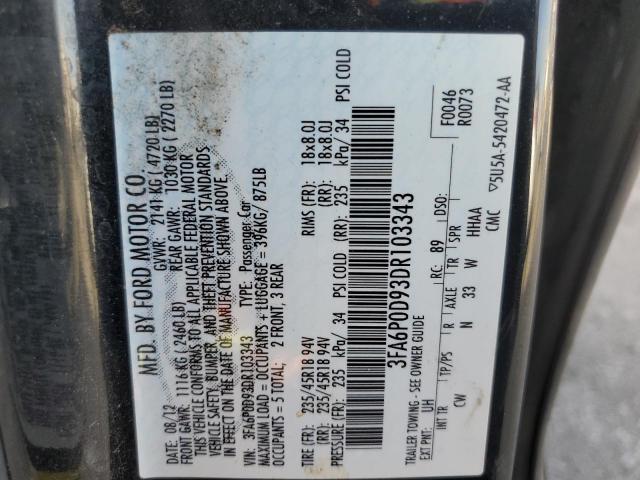 MFD. BY FORD MOTOR CO.
DATE: 08/12 GVWR: 2141 KG ( 4720 LB)
FRONT GAWR: 1116 KG ( 2460 LB) REAR GAWR: 1030 KG ( 2270 LB)
THIS VEHICLE CONFORMS TO ALL APPLICABLE FEDERAL MOTOR
VEHICLE SAFETY, BUMPER, AND THEFT PREVENTION STANDARDS
IN EFFECT ON THE DATE OF MANUFACTURE SHOWN ABOVE.
VIN: 3FA6P0D93DR103343 TYPE: Passenger Car
MAXIMUM LOAD = OCCUPANTS + LUGGAGE = 396KG/ 875LB
OCCUPANTS = 5 TOTAL; 2 FRONT, 3 REAR
TIRE (FR): 235/45R18 94V RIMS (FR): 18x8.0J
(RR): 235/45R18 94V (RR): 18x8.0J
PRESSURE (FR): 235 kPa/ 34 PSI COLD (RR): 235 kPa/ 34 PSI COLD
3FA6P0D93DR103343
TRAILER TOWING - SEE OWNER GUIDE
F0046
R0073
EXT PNT: UH RC: 89 DSO:
INT TR TP/PS R AXLE TR SPR
CW N 33 W HHAA
CMC ▽5U5A-5420472-AA